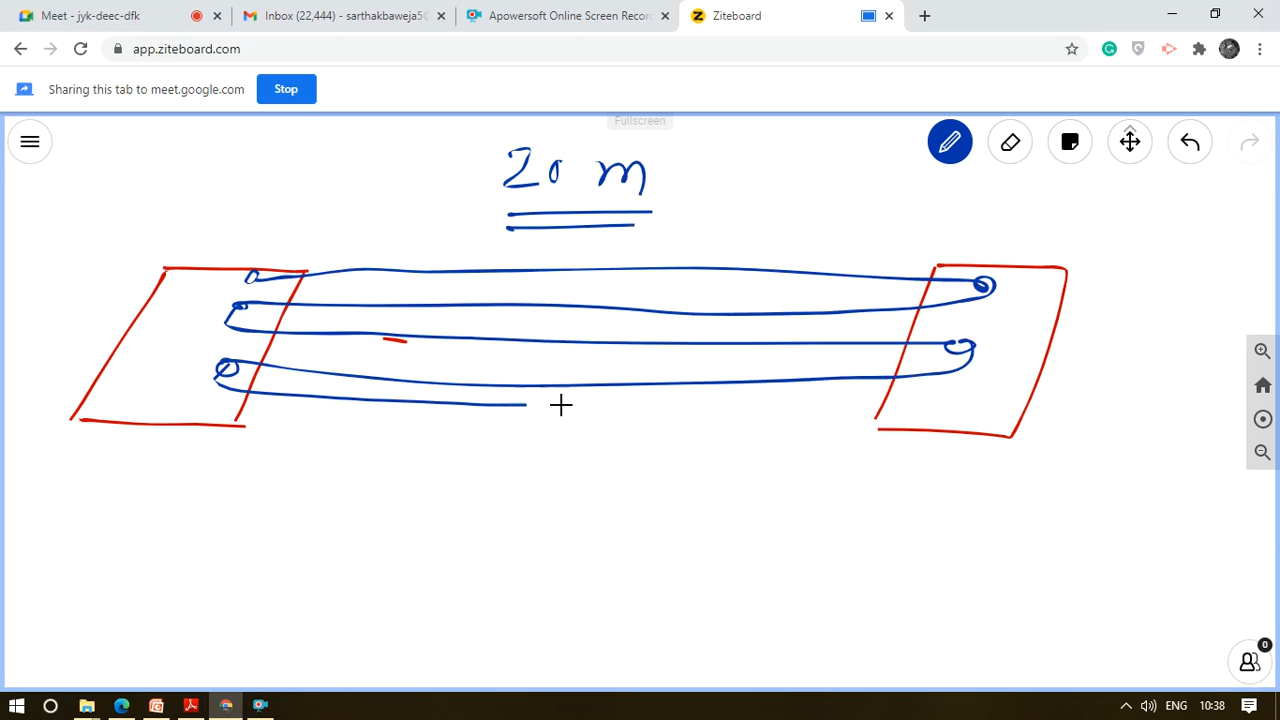 Meet - jyk-deec-dfk
Inbox (22,444) - sarthakbaweja5
Apowersoft Online Screen Recor
Ziteboard
app.ziteboard.com
Sharing this tab to meet.google.com
Stop
Fullscreen
20 m
0
ENG
10:38